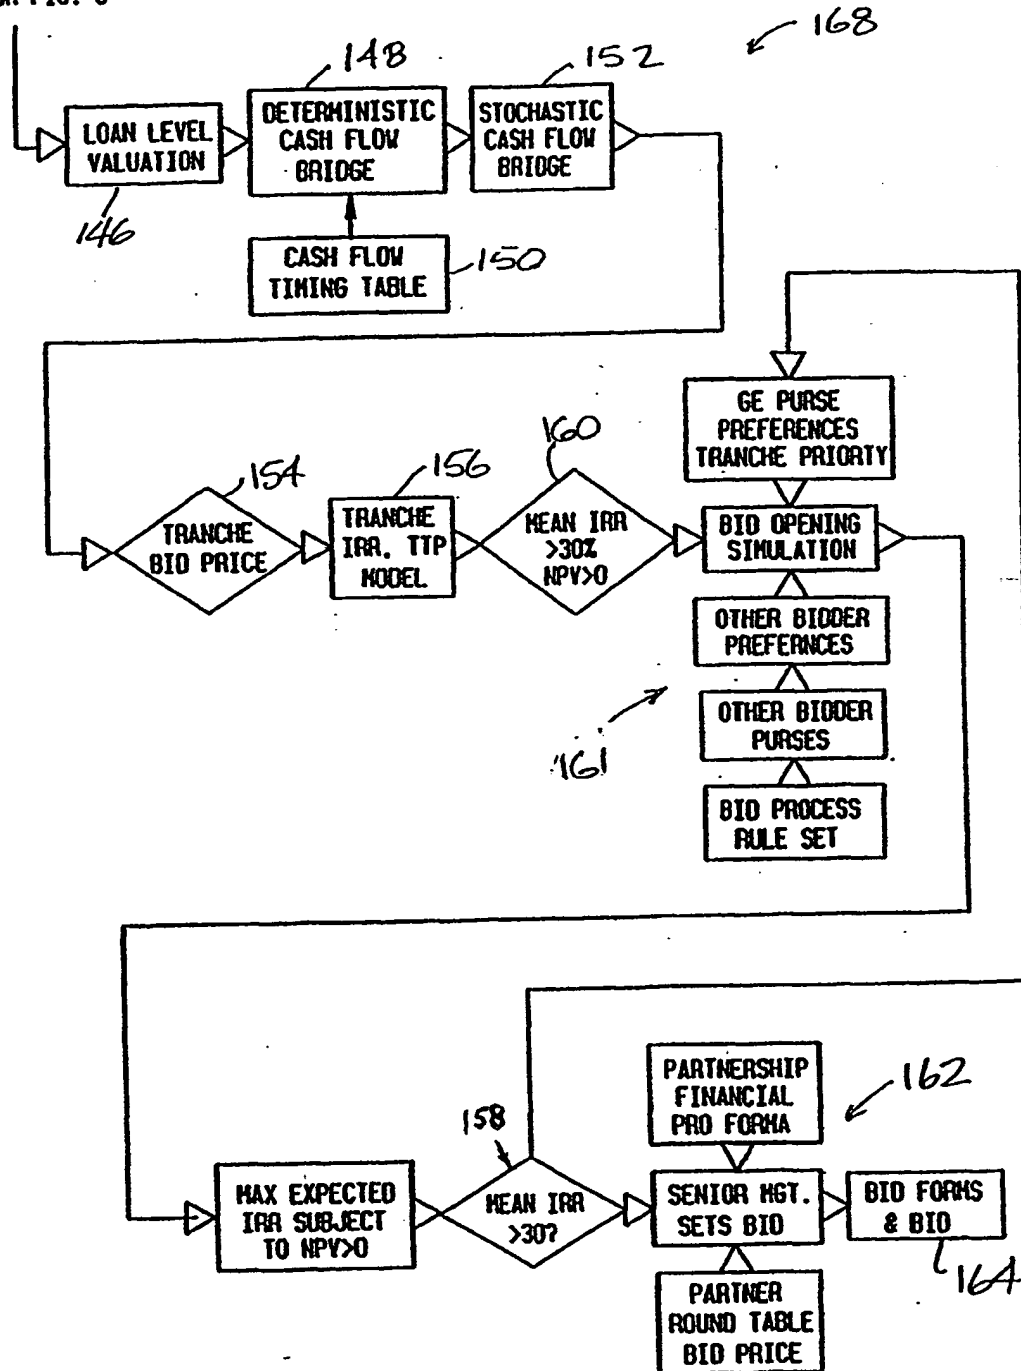 168
148
152
LOAN LEVEL
VALUATION
DETERMINISTIC
CASH FLOW
BRIDGE
STOCHASTIC
CASH FLOW
BRIDGE
146
CASH FLOW
TIMING TABLE
150
GE PURSE
PREFERENCES
TRANCHE PRIORTY
154
156
160
TRANCHE
BID PRICE
TRANCHE
IRR. TTP
MODEL
MEAN IRR
>30%
NPV>0
BID OPENING
SIMULATION
OTHER BIDDER
PREFERNCES
OTHER BIDDER
PURSES
161
BID PROCESS
RULE SET
PARTNERSHIP
FINANCIAL
PRO FORMA
162
158
MAX EXPECTED
IRR SUBJECT
TO NPV>0
MEAN IRR
>30?
SENIOR MGT.
SETS BID
BID FORMS
& BID
164
PARTNER
ROUND TABLE
BID PRICE